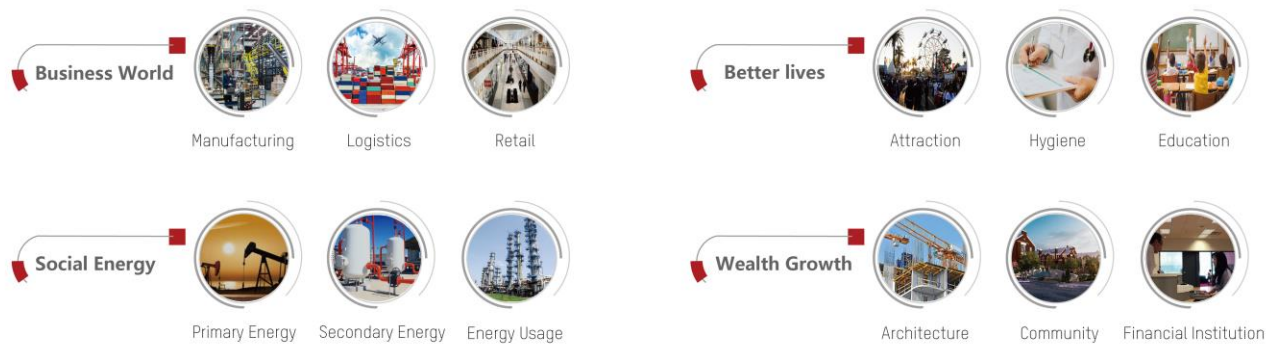 Business World
Manufacturing
Logistics
Retail
Better lives
Attraction
Hygiene
Education
Social Energy
Primary Energy
Secondary Energy
Energy Usage
Wealth Growth
Architecture
Community
Financial Institution